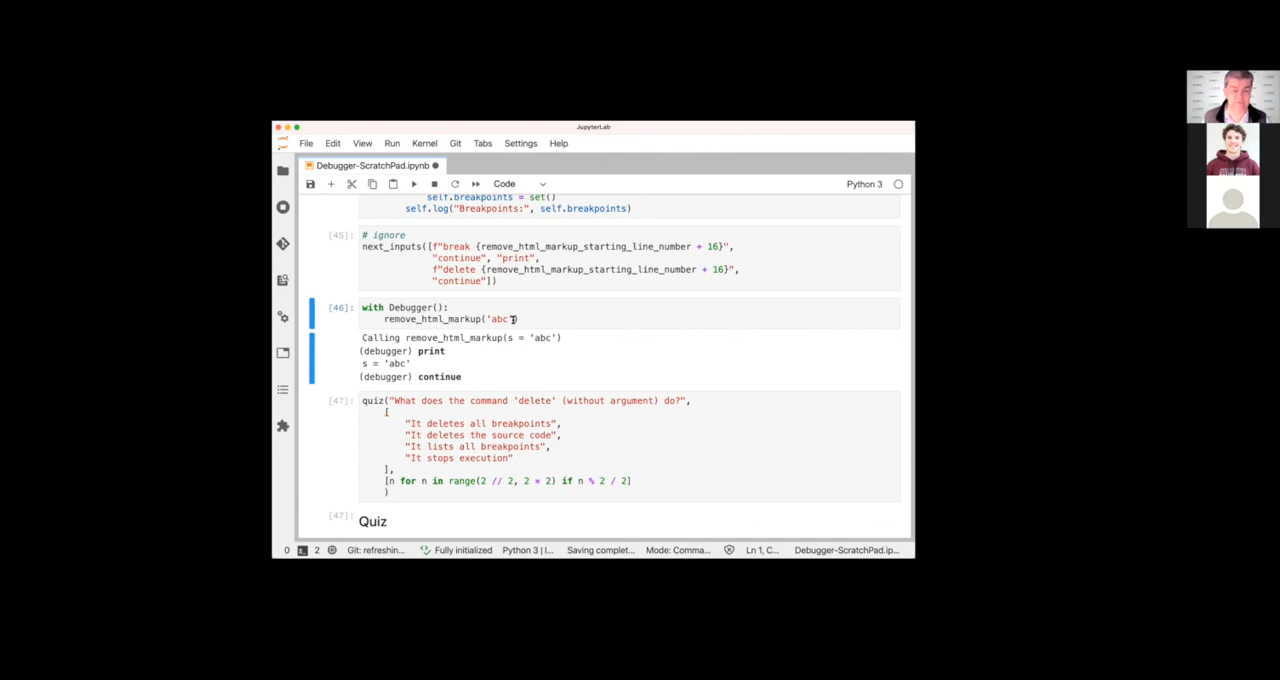 JupyterLab
File Edit View Run Kernel Git Tabs Settings Help
Debugger-ScratchPad.ipynb
Code
Python 3
self.breakpoints = set()
self.log("Breakpoints:", self.breakpoints)
[45]:
# ignore
next_inputs([f"break {remove_html_markup_starting_line_number + 16}",
"continue", "print",
f"delete {remove_html_markup_starting_line_number + 16}",
"continue"])
[46]:
with Debugger():
remove_html_markup('abc')
Calling remove_html_markup(s = 'abc')
(debugger) print
s = 'abc'
(debugger) continue
[47]:
quiz("What does the command 'delete' (without argument) do?",
[
"It deletes all breakpoints",
"It deletes the source code",
"It lists all breakpoints",
"It stops execution"
],
[n for n in range(2 // 2, 2 * 2) if n % 2 / 2]
)
[47]:
Quiz
0 2 Git: refreshin... Fully initialized Python 3 | I... Saving complet... Mode: Comma... Ln 1, C... Debugger-ScratchPad.ip...